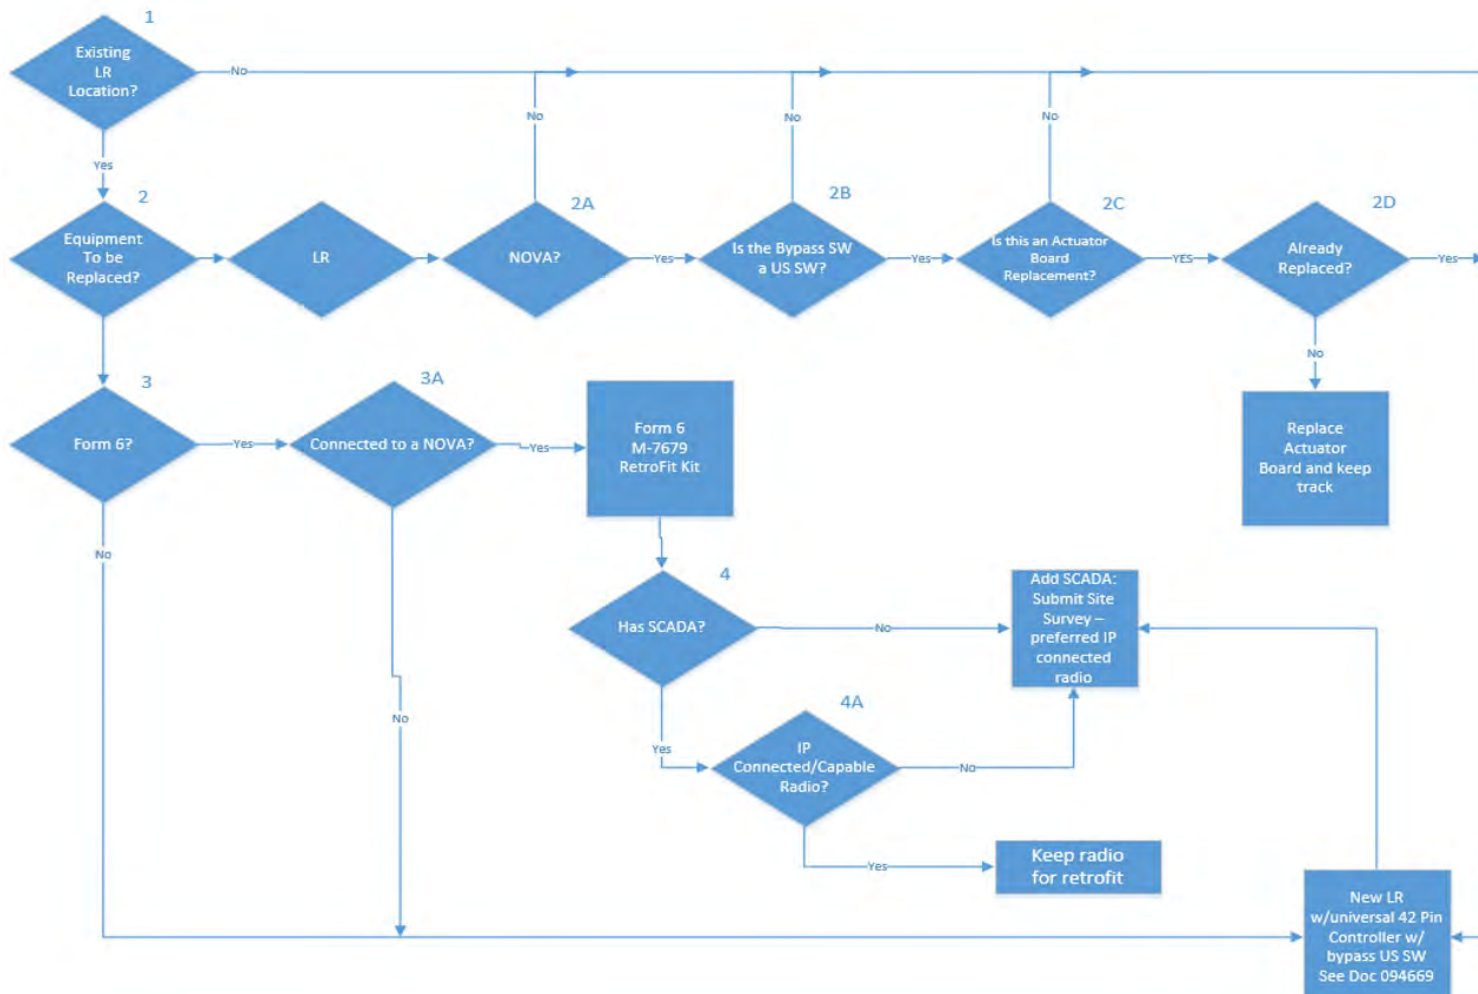 1
Existing
LR
Location?
No
No
No
No
Yes
2
Equipment
To be
Replaced?
LR
2A
NOVA?
Yes
2B
Is the Bypass SW
a US SW?
Yes
2C
Is this an Actuator
Board
Replacement?
YES
2D
Already
Replaced?
Yes
No
Replace
Actuator
Board and keep
track
3
Form 6?
Yes
3A
Connected to a NOVA?
Yes
Form 6
M-7679
RetroFit Kit
No
No
4
Has SCADA?
No
Add SCADA:
Submit Site
Survey –
preferred IP
connected
radio
Yes
4A
IP
Connected/Capable
Radio?
No
Yes
Keep radio
for retrofit
New LR
w/universal 42 Pin
Controller w/
bypass US SW
See Doc 094669